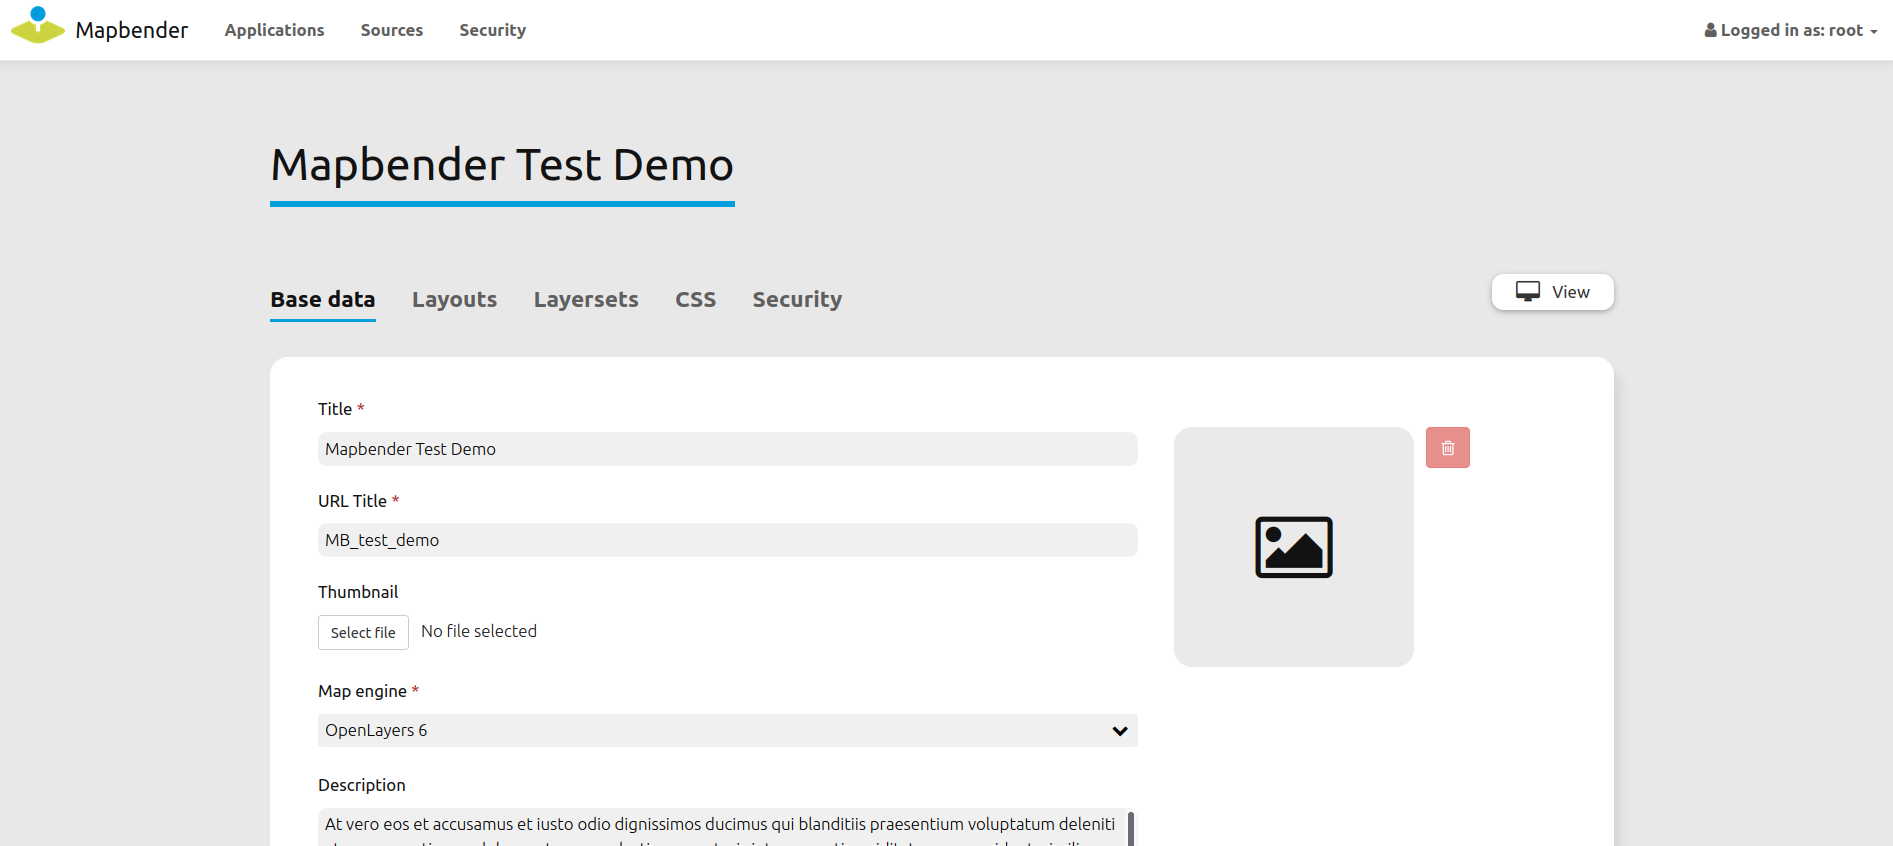 Mapbender Applications Sources Security Logged in as: root
Mapbender Test Demo
Base data Layouts Layersets CSS Security View
Title *
Mapbender Test Demo
URL Title *
MB_test_demo
Thumbnail
Select file No file selected
Map engine *
OpenLayers 6
Description
At vero eos et accusamus et iusto odio dignissimos ducimus qui blanditiis praesentium voluptatum deleniti